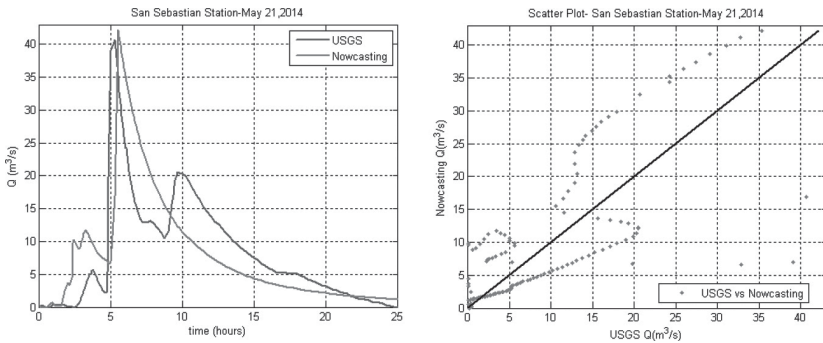 San Sebastian Station-May 21,2014
USGS
Nowcasting
Q (m³/s)
40
35
30
25
20
15
10
5
0
0 5 10 15 20 25
time (hours)
Scatter Plot- San Sebastian Station-May 21,2014
Nowcasting Q(m³/s)
40
35
30
25
20
15
10
5
0
USGS vs Nowcasting
0 5 10 15 20 25 30 35 40
USGS Q(m³/s)